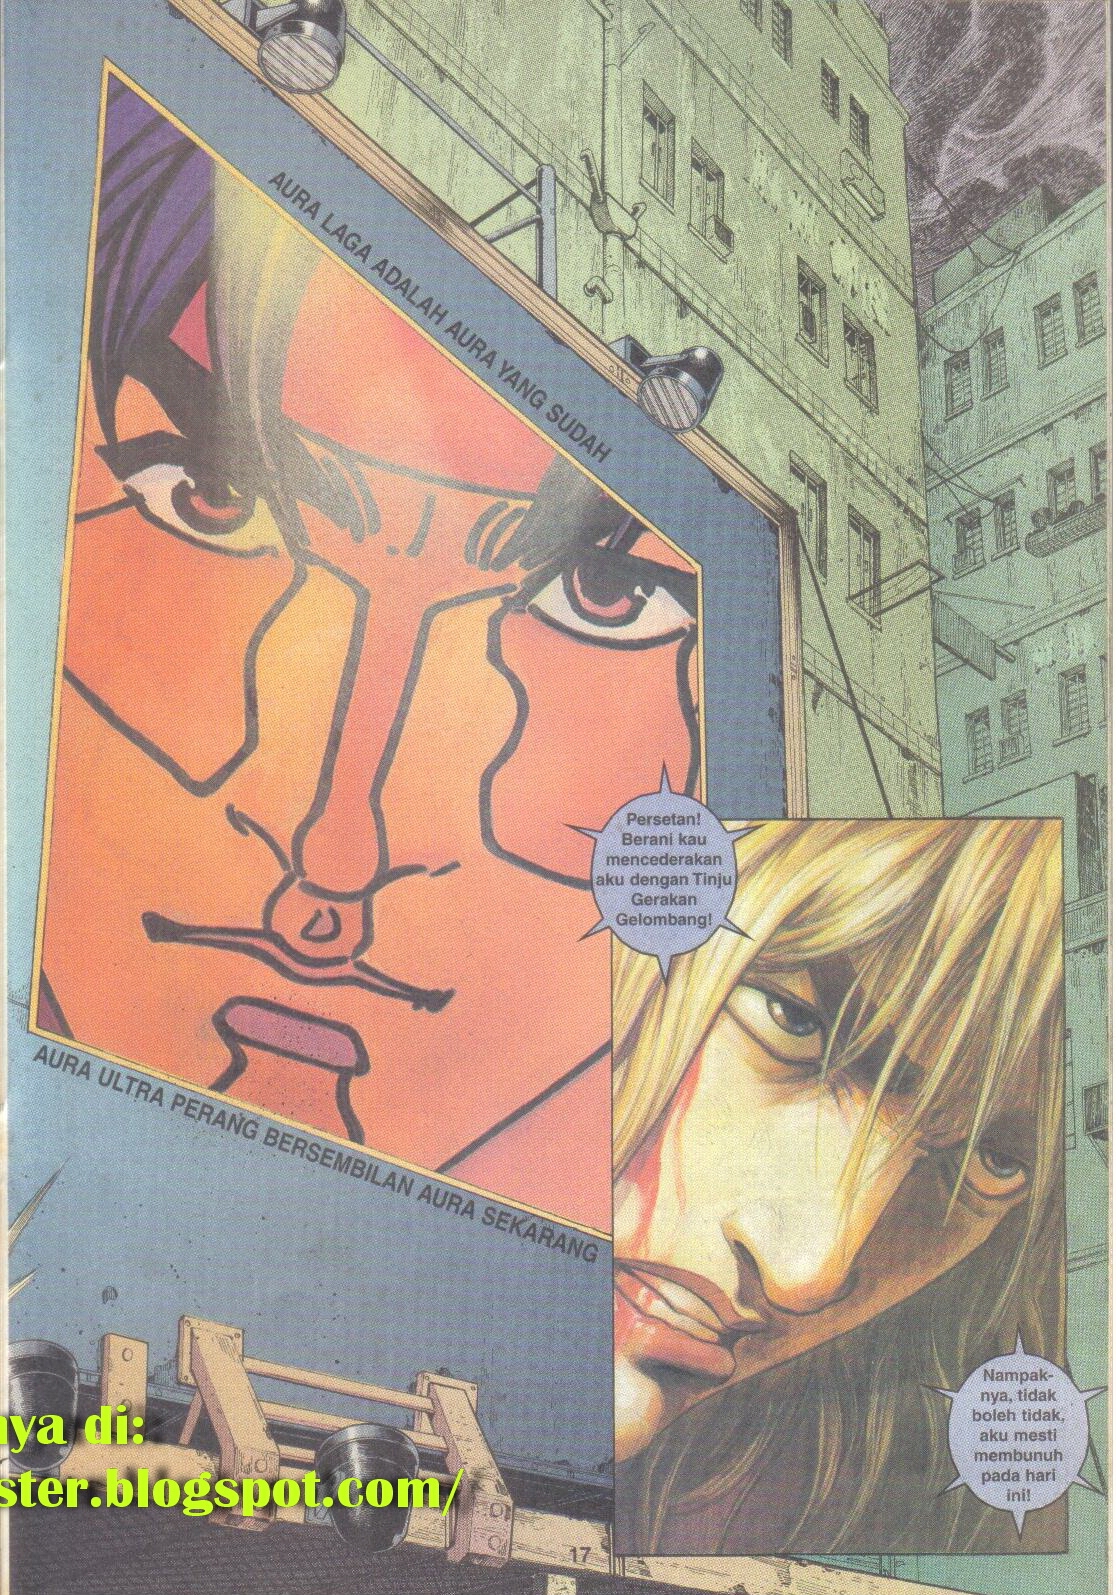 AURA LAGA ADALAH AURA YANG SUDAH
AURA ULTRA PERANG BERSEMBILAN AURA SEKARANG
Persetan!
Berani kau
mencederakan
aku dengan Tinju
Gerakan
Gelombang!
Nampak-
nya, tidak
boleh tidak,
aku mesti
membunuh
pada hari
ini!
nya di:
ster.blogspot.com/
17